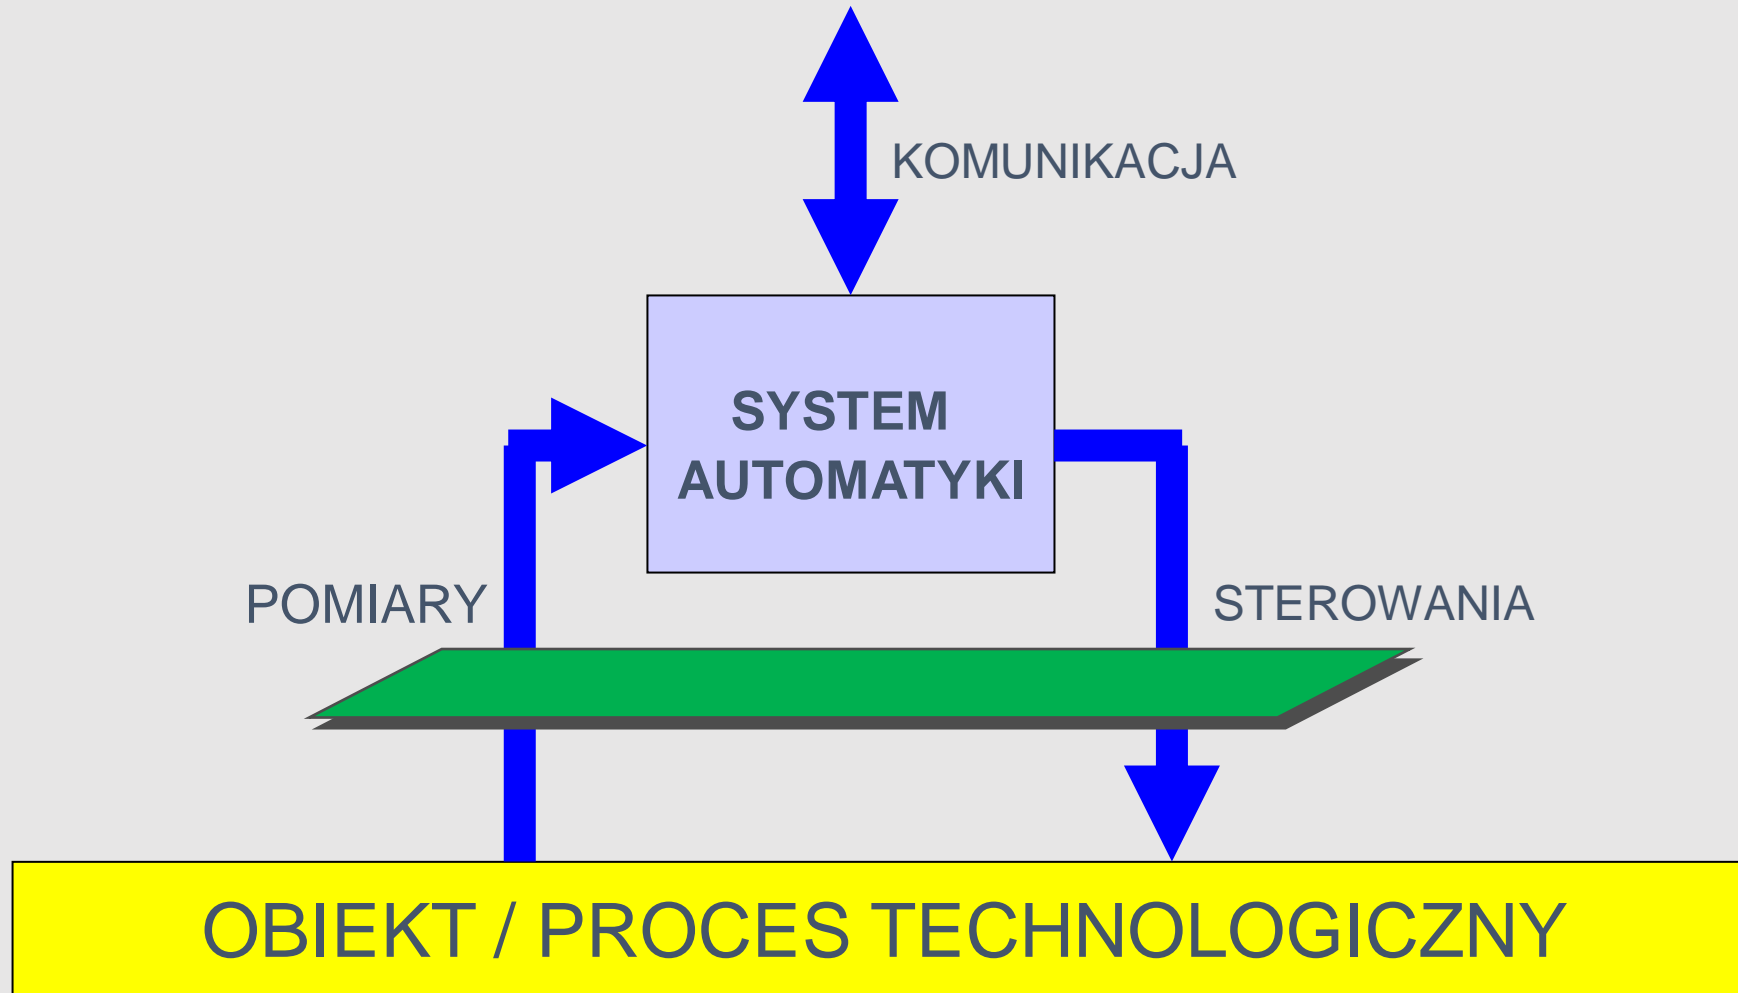 KOMUNIKACJA
SYSTEM
AUTOMATYKI
POMIARY
STEROWANIA
OBIEKT / PROCES TECHNOLOGICZNY